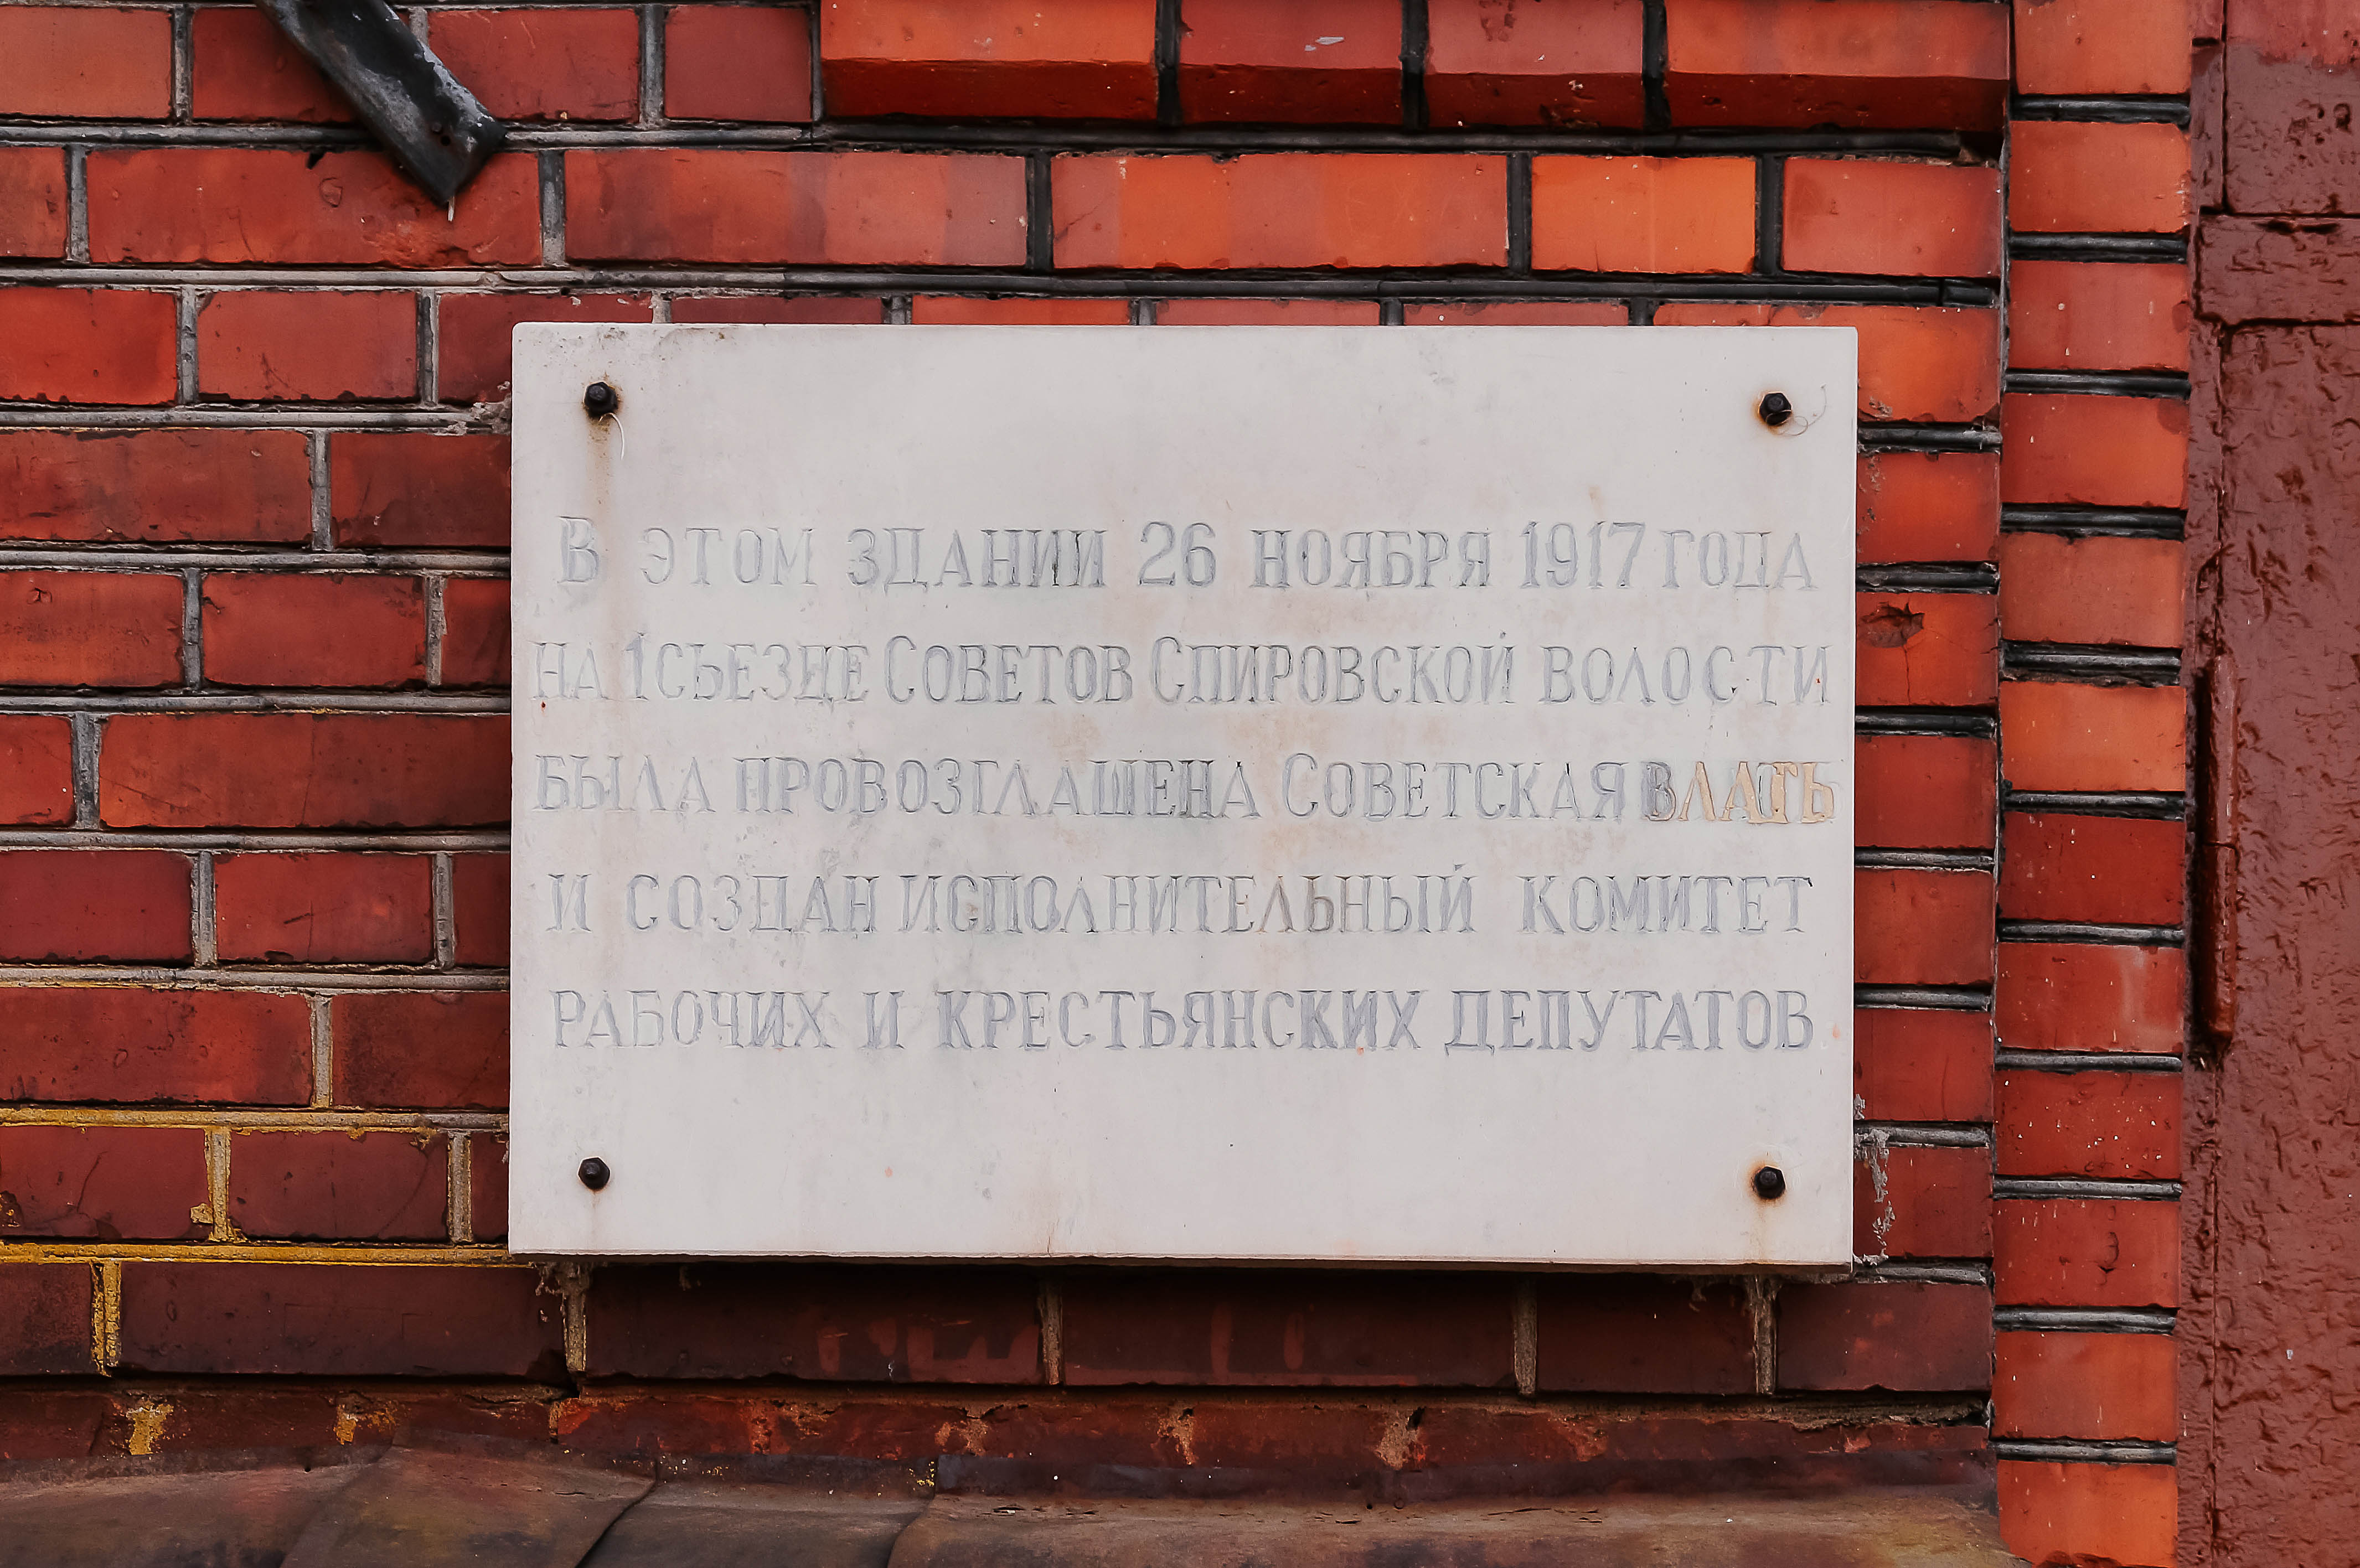 В ЭТОМ ЗДАНИИ 26 НОЯБРЯ 1917 ГОДА
НА 1 СЪЕЗДЕ СОВЕТОВ СПИРОВСКОЙ ВОЛОСТИ
БЫЛА ПРОВОЗГЛАШЕНА СОВЕТСКАЯ ВЛАСТЬ
И СОЗДАН ИСПОЛНИТЕЛЬНЫЙ КОМИТЕТ
РАБОЧИХ И КРЕСТЬЯНСКИХ ДЕПУТАТОВ